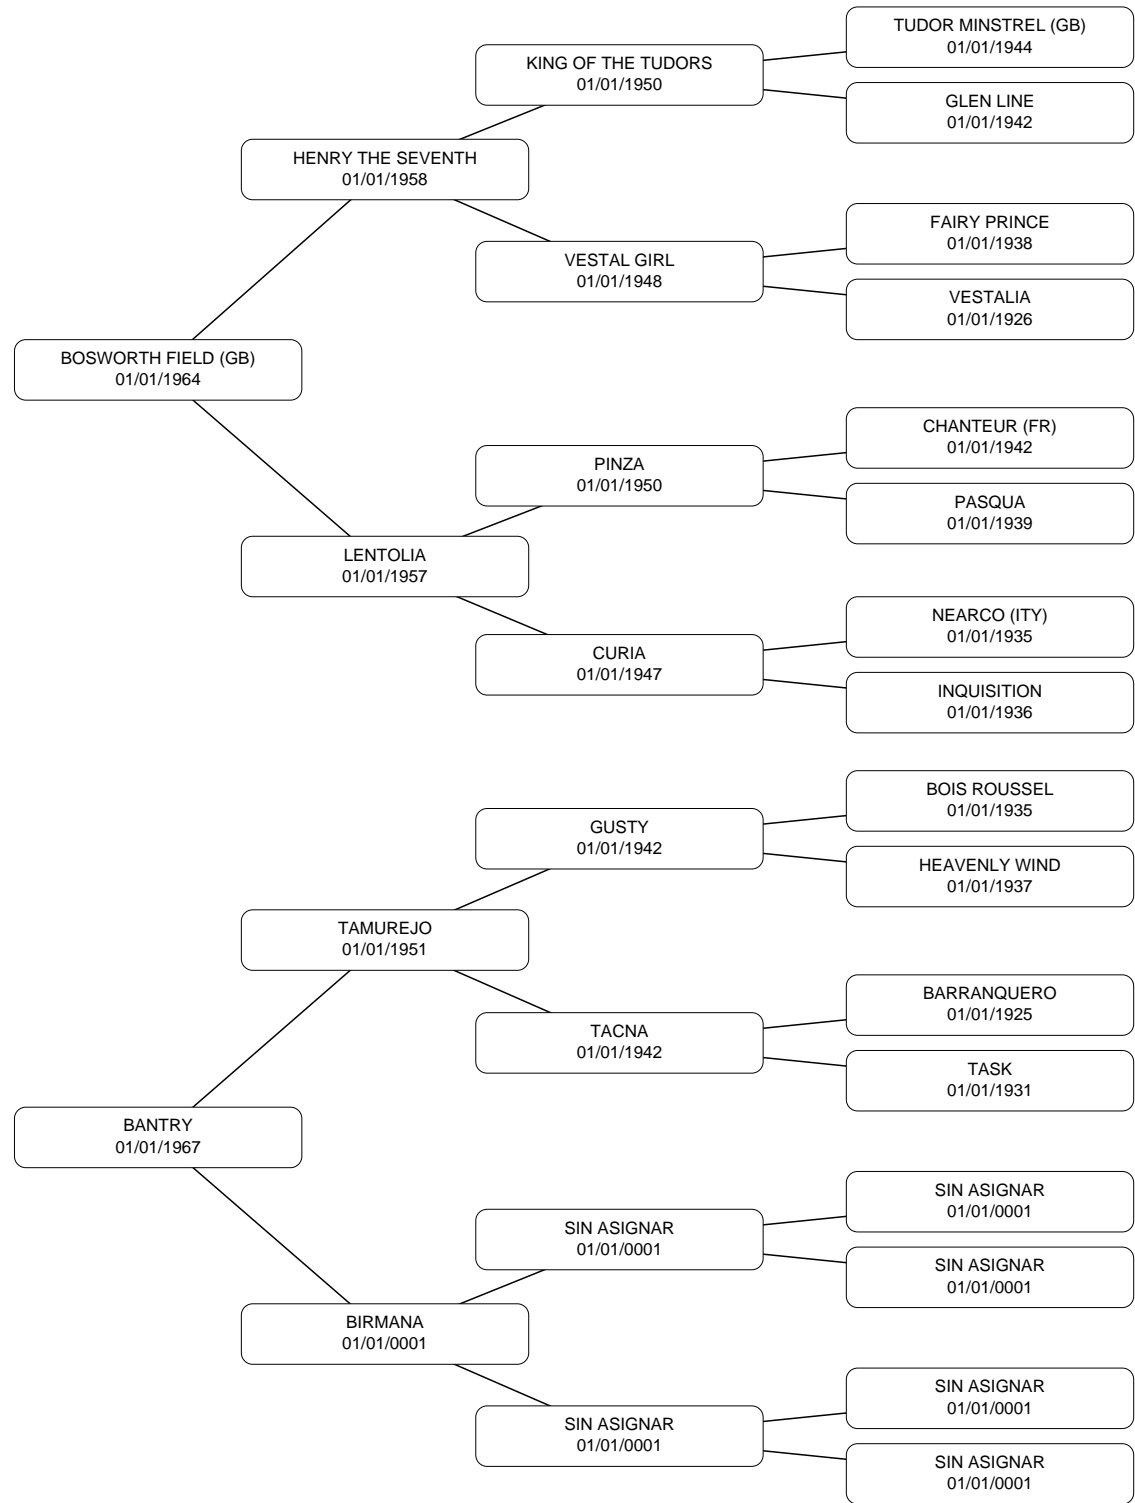 TUDOR MINSTREL (GB)
01/01/1944
KING OF THE TUDORS
01/01/1950
GLEN LINE
01/01/1942
HENRY THE SEVENTH
01/01/1958
FAIRY PRINCE
01/01/1938
VESTAL GIRL
01/01/1948
VESTALIA
01/01/1926
BOSWORTH FIELD (GB)
01/01/1964
CHANTEUR (FR)
01/01/1942
PINZA
01/01/1950
PASQUA
01/01/1939
LENTOLIA
01/01/1957
NEARCO (ITY)
01/01/1935
CURIA
01/01/1947
INQUISITION
01/01/1936
BOIS ROUSSEL
01/01/1935
GUSTY
01/01/1942
HEAVENLY WIND
01/01/1937
TAMUREJO
01/01/1951
BARRANQUERO
01/01/1925
TACNA
01/01/1942
TASK
01/01/1931
BANTRY
01/01/1967
SIN ASIGNAR
01/01/0001
SIN ASIGNAR
01/01/0001
SIN ASIGNAR
01/01/0001
BIRMANA
01/01/0001
SIN ASIGNAR
01/01/0001
SIN ASIGNAR
01/01/0001
SIN ASIGNAR
01/01/0001